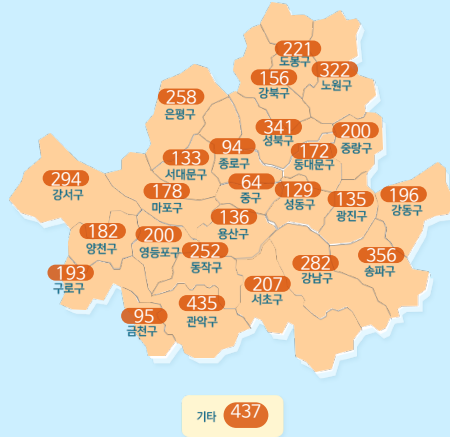 221
도봉구
322
노원구
156
강북구
258
은평구
341
성북구
200
중랑구
94
종로구
172
동대문구
133
서대문구
294
강서구
178
마포구
64
중구
129
성동구
135
광진구
196
강동구
136
용산구
182
양천구
200
영등포구
252
동작구
282
강남구
356
송파구
193
구로구
207
서초구
435
관악구
95
금천구
기타 437